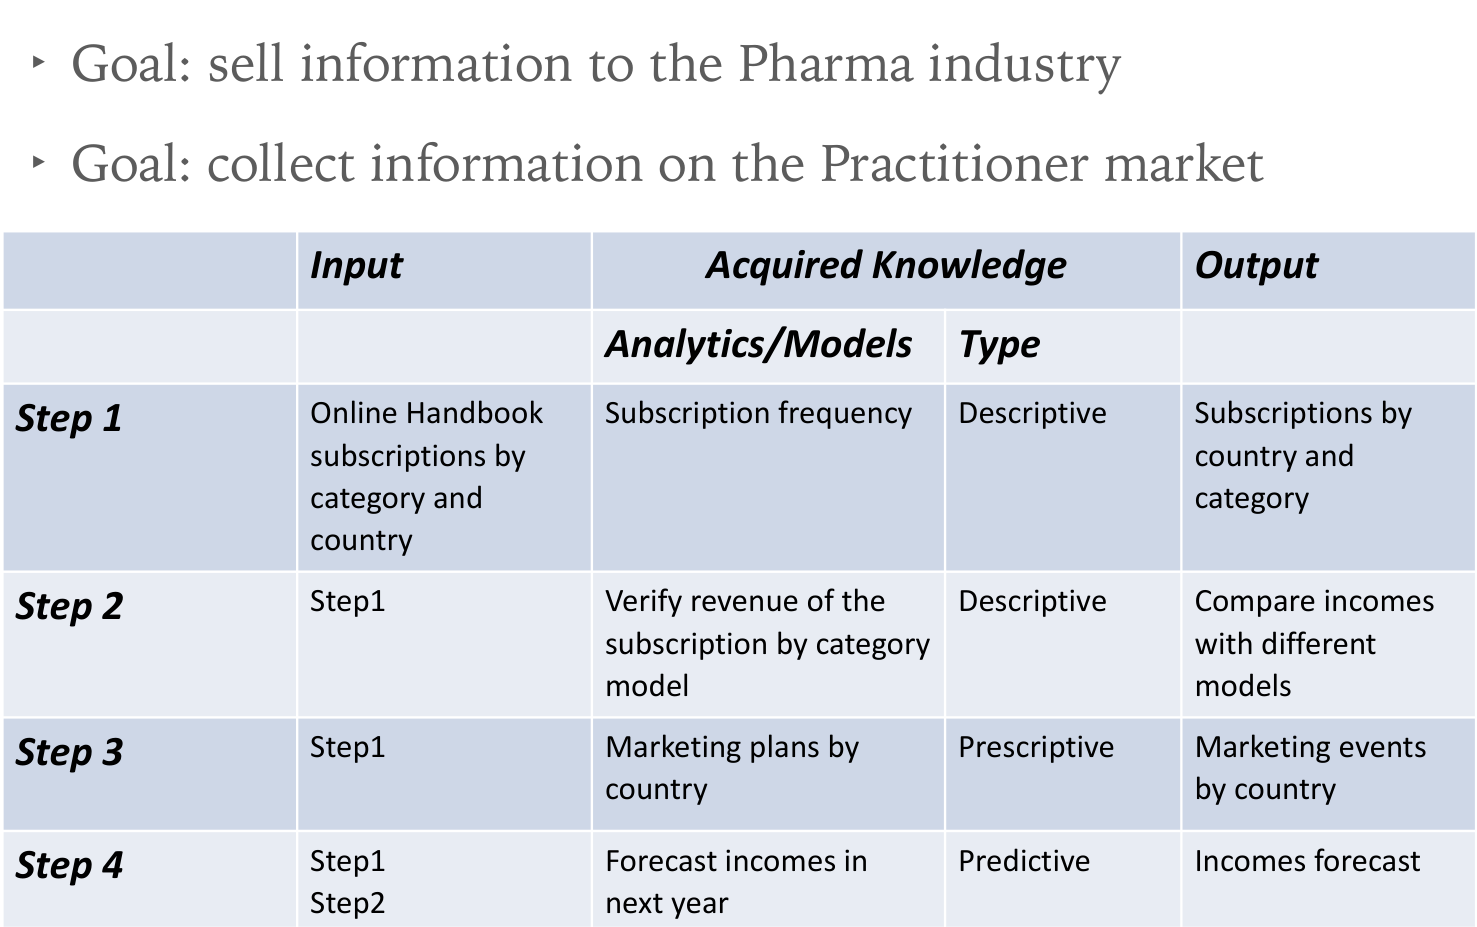 ‣ Goal: sell information to the Pharma industry
‣ Goal: collect information on the Practitioner market
Input
Acquired Knowledge
Output
Analytics/Models
Type
Step 1
Online Handbook
subscriptions by
category and
country
Subscription frequency
Descriptive
Subscriptions by
country and
category
Step 2
Step1
Verify revenue of the
subscription by category
model
Descriptive
Compare incomes
with different
models
Step 3
Step1
Marketing plans by
country
Prescriptive
Marketing events
by country
Step 4
Step1
Step2
Forecast incomes in
next year
Predictive
Incomes forecast